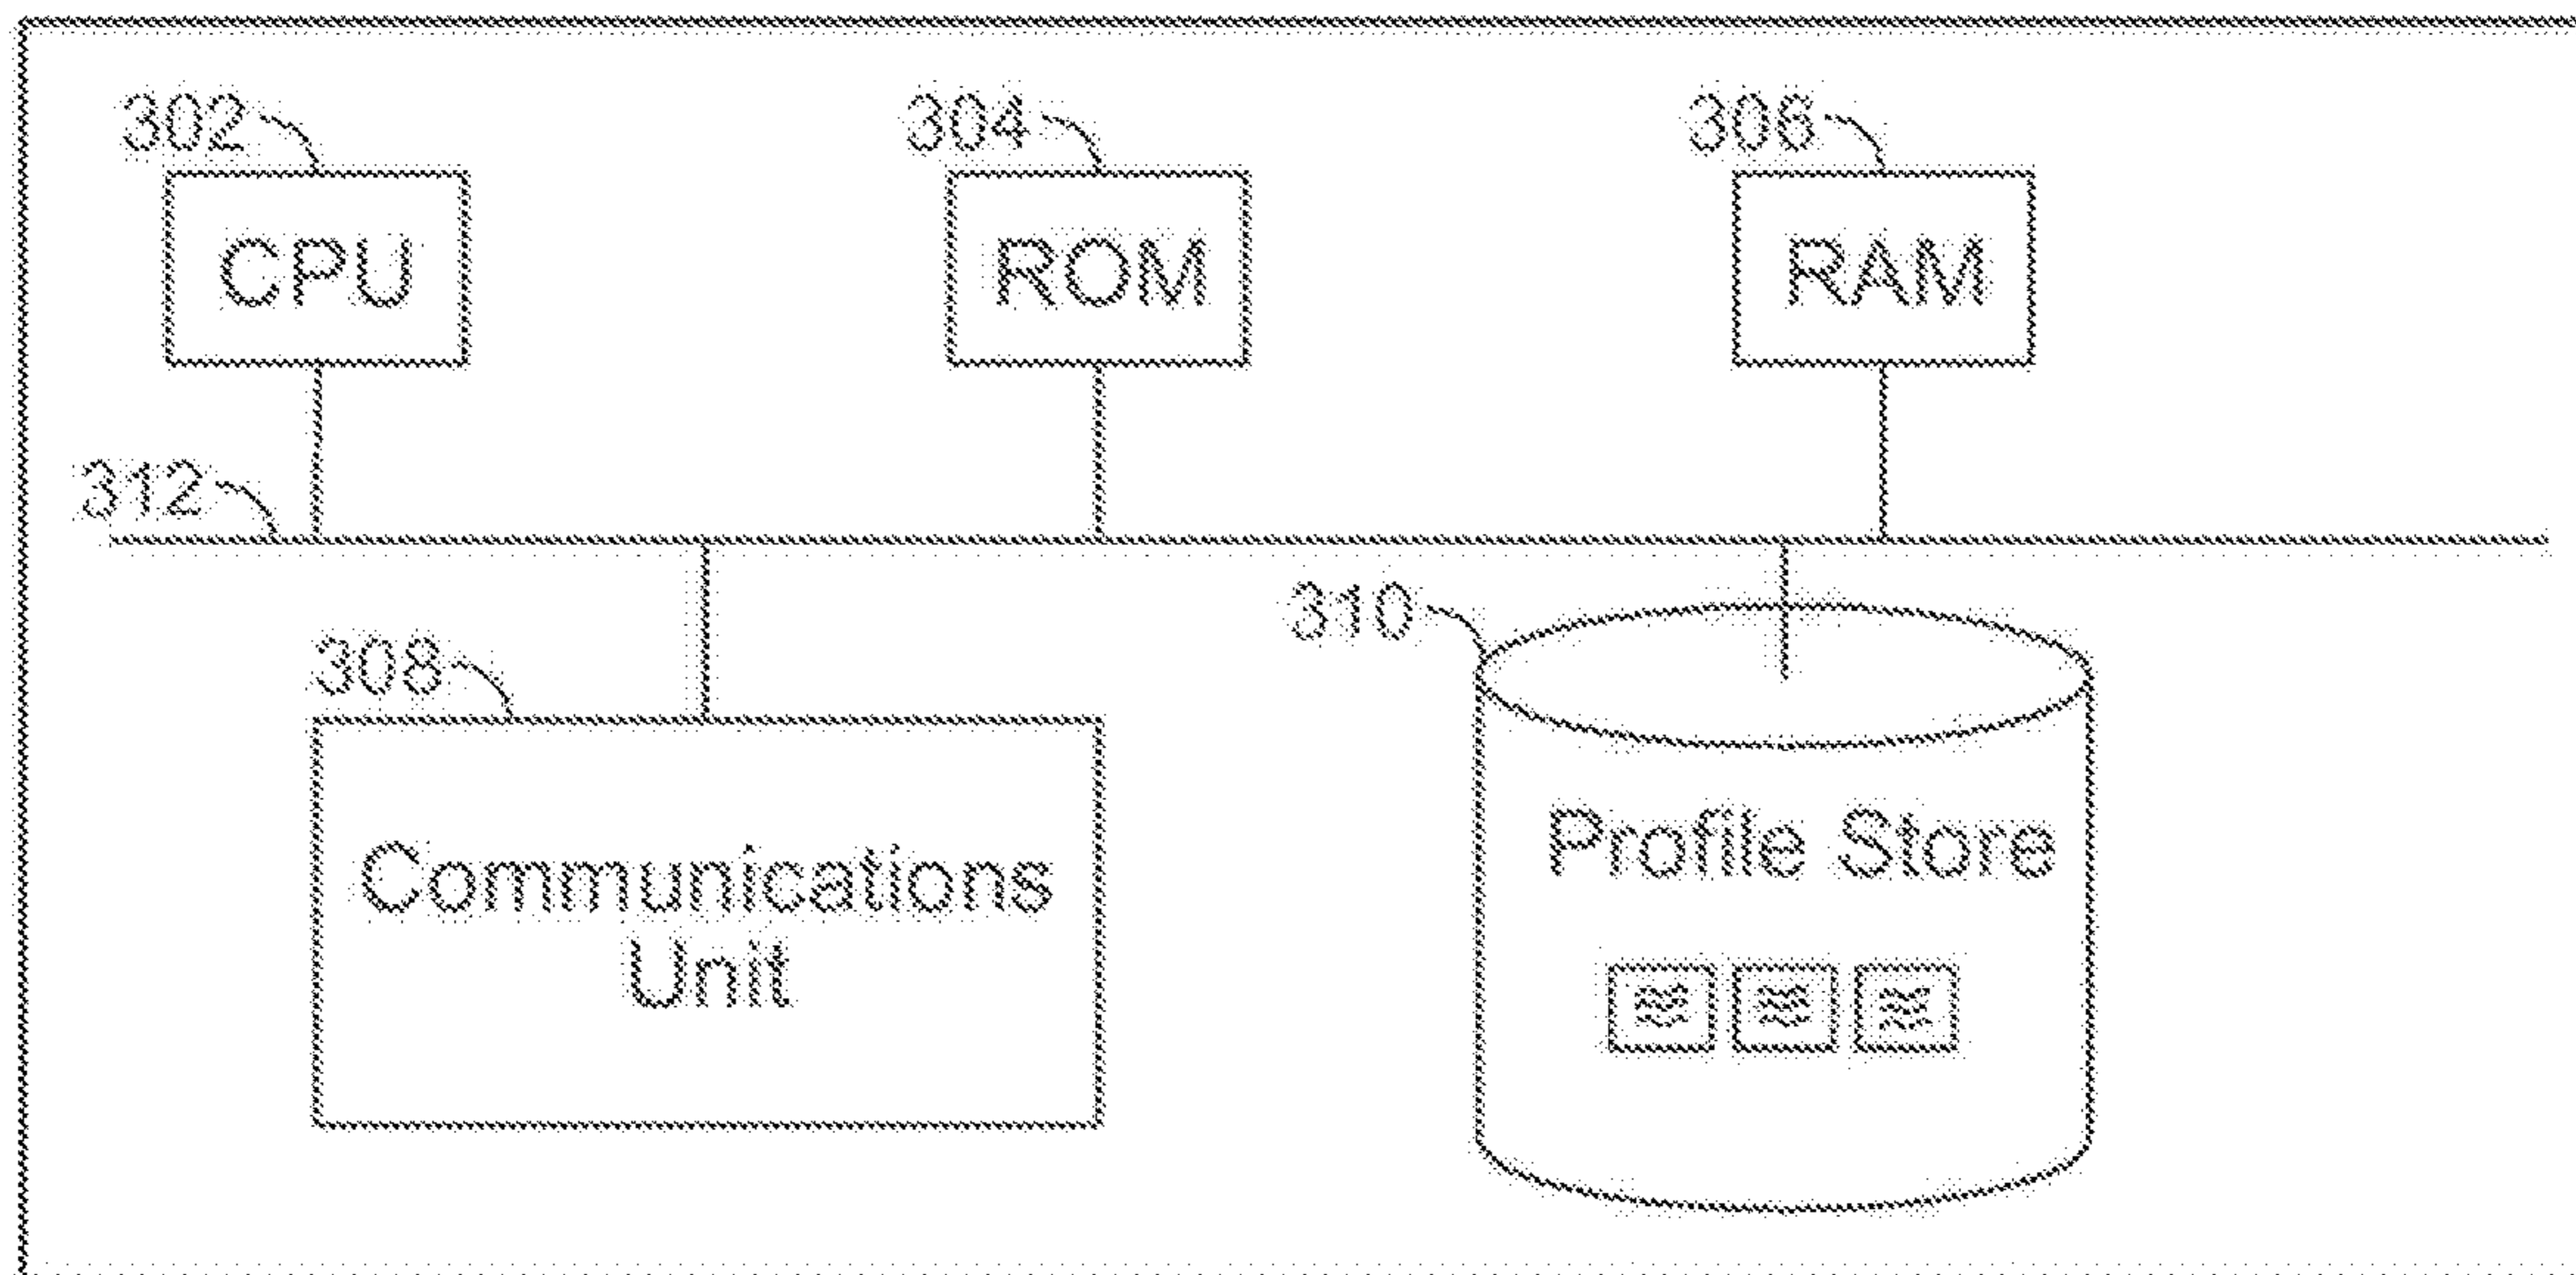 302
304
306
CPU
ROM
RAM
312
310
308
Profile Store
Communications
Unit